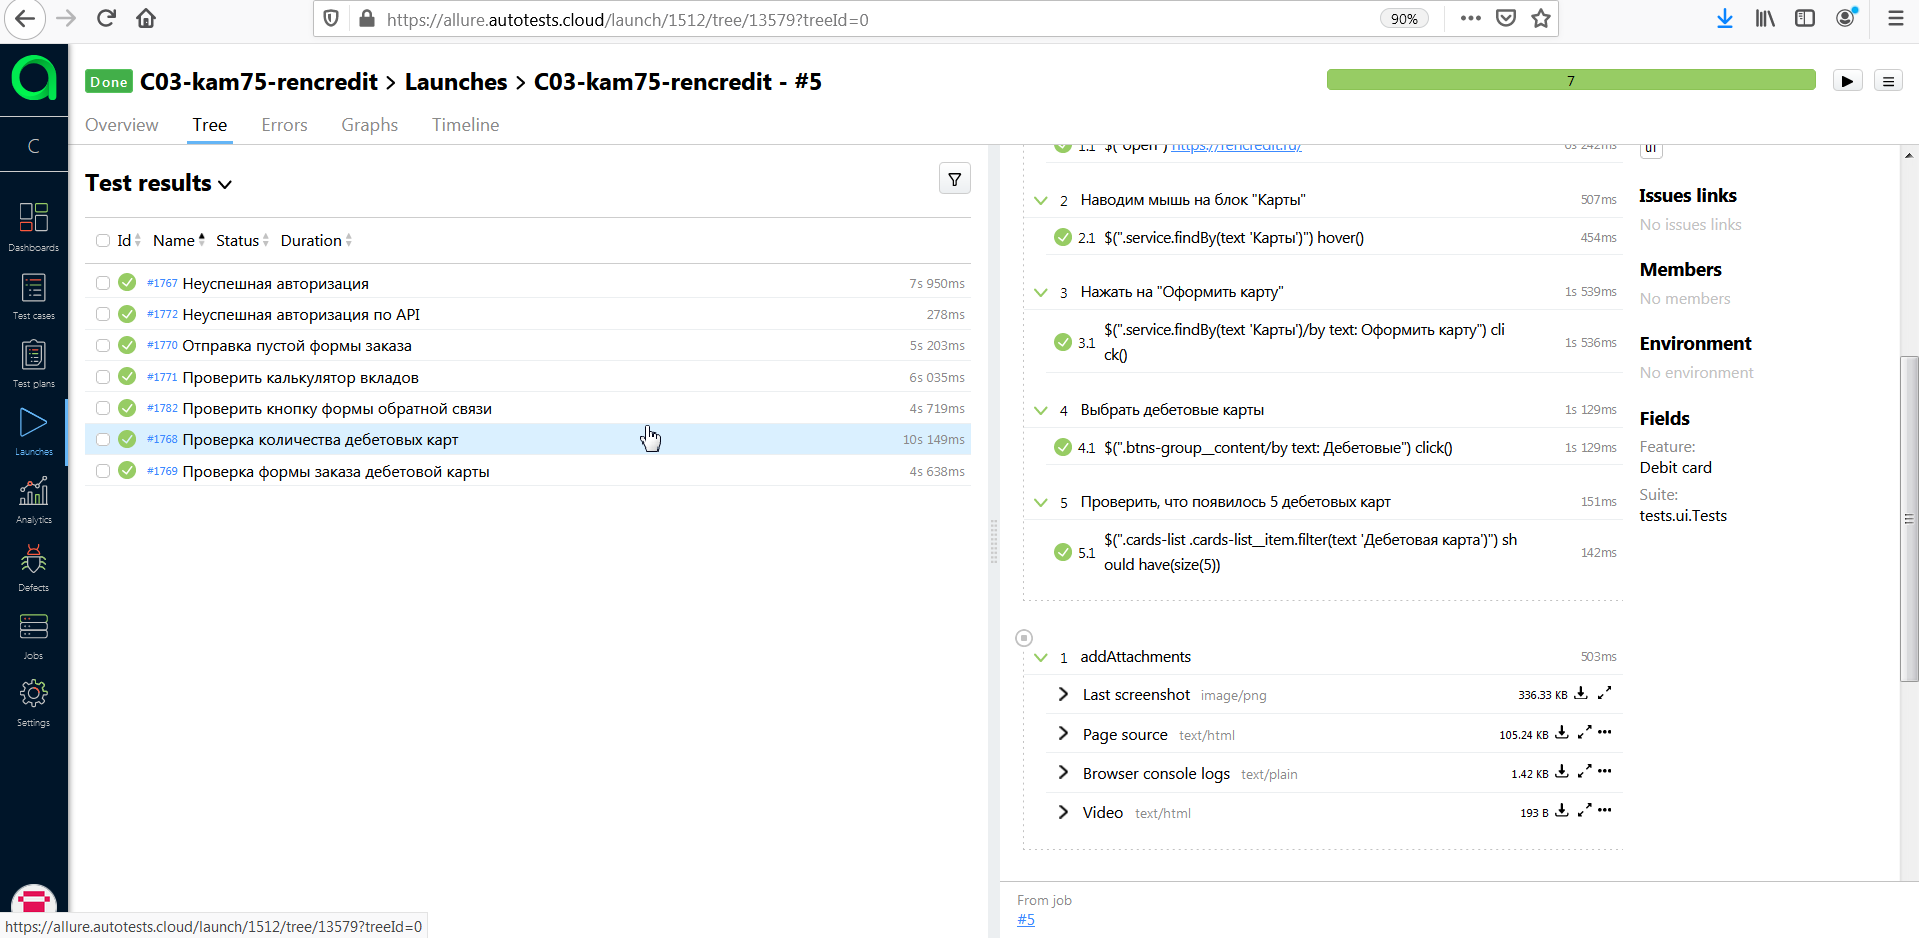 https://allure.autotests.cloud/launch/1512/tree/13579?treeId=0
90%
Done C03-kam75-rencredit > Launches > C03-kam75-rencredit - #5
7
Overview Tree Errors Graphs Timeline
C
Dashboards
Test cases
Test plans
Launches
Analytics
Defects
Jobs
Settings
Test results
Id Name Status Duration
#1767 Неуспешная авторизация 7s 950ms
#1772 Неуспешная авторизация по API 278ms
#1770 Отправка пустой формы заказа 5s 203ms
#1771 Проверить калькулятор вкладов 6s 035ms
#1782 Проверить кнопку формы обратной связи 4s 719ms
#1768 Проверка количества дебетовых карт 10s 149ms
#1769 Проверка формы заказа дебетовой карты 4s 638ms
1.1 $("open") https://rencredit.ru/ 242ms
2 Наводим мышь на блок "Карты" 507ms
2.1 $(".service.findBy(text 'Карты')") hover() 454ms
3 Нажать на "Оформить карту" 1s 539ms
3.1 $(".service.findBy(text 'Карты')/by text: Оформить карту") cli
ck() 1s 536ms
4 Выбрать дебетовые карты 1s 129ms
4.1 $(".btns-group__content/by text: Дебетовые") click() 1s 129ms
5 Проверить, что появилось 5 дебетовых карт 151ms
5.1 $(".cards-list .cards-list__item.filter(text 'Дебетовая карта')") sh
ould have(size(5)) 142ms
1 addAttachments 503ms
Last screenshot image/png 336.33 KB
Page source text/html 105.24 KB
Browser console logs text/plain 1.42 KB
Video text/html 193 B
From job
#5
ui
Issues links
No issues links
Members
No members
Environment
No environment
Fields
Feature:
Debit card
Suite:
tests.ui.Tests
https://allure.autotests.cloud/launch/1512/tree/13579?treeId=0